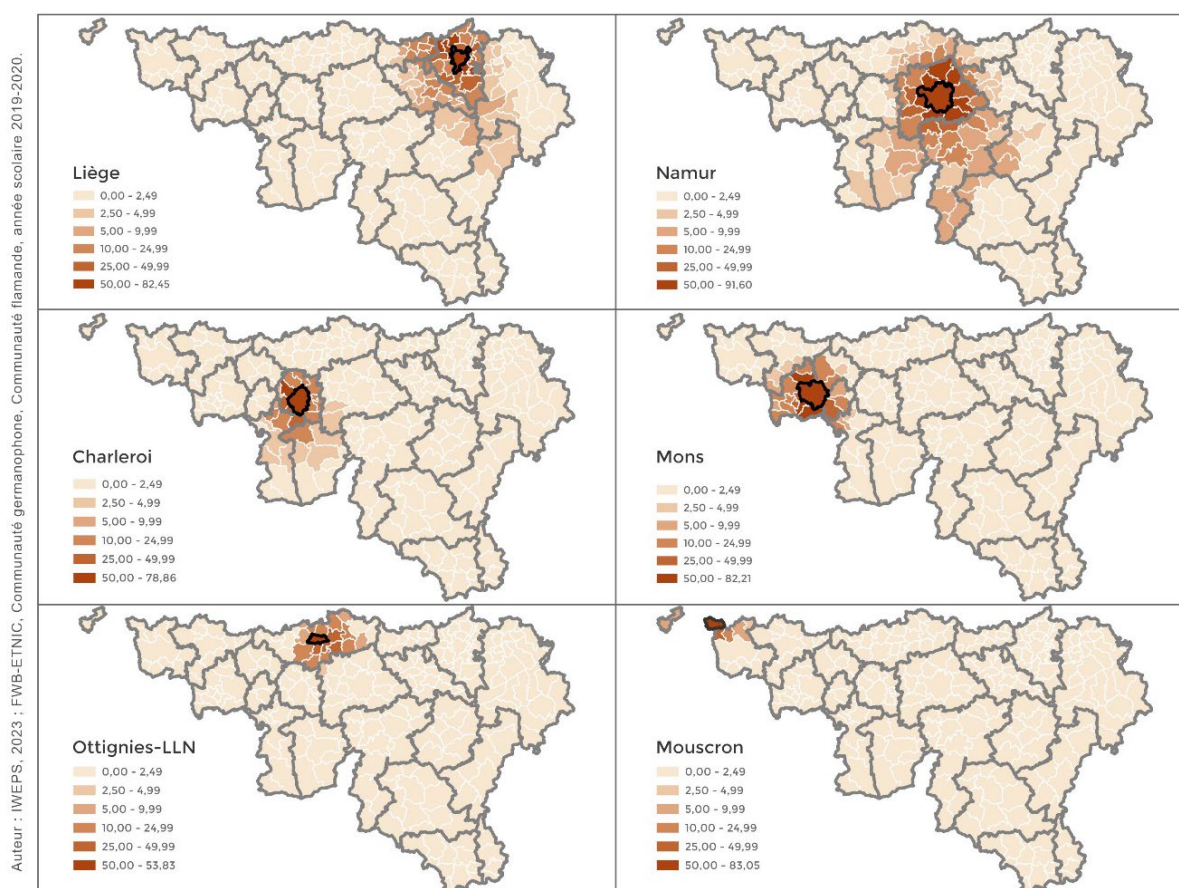 Auteur : IWEPS, 2023 ; FWB-ETNIC, Communauté germanophone, Communauté flamande, année scolaire 2019-2020.
Liège
0,00 - 2,49
2,50 - 4,99
5,00 - 9,99
10,00 - 24,99
25,00 - 49,99
50,00 - 82,45
Namur
0,00 - 2,49
2,50 - 4,99
5,00 - 9,99
10,00 - 24,99
25,00 - 49,99
50,00 - 91,60
Charleroi
0,00 - 2,49
2,50 - 4,99
5,00 - 9,99
10,00 - 24,99
25,00 - 49,99
50,00 - 78,86
Mons
0,00 - 2,49
2,50 - 4,99
5,00 - 9,99
10,00 - 24,99
25,00 - 49,99
50,00 - 82,21
Ottignies-LLN
0,00 - 2,49
2,50 - 4,99
5,00 - 9,99
10,00 - 24,99
25,00 - 49,99
50,00 - 53,83
Mouscron
0,00 - 2,49
2,50 - 4,99
5,00 - 9,99
10,00 - 24,99
25,00 - 49,99
50,00 - 83,05